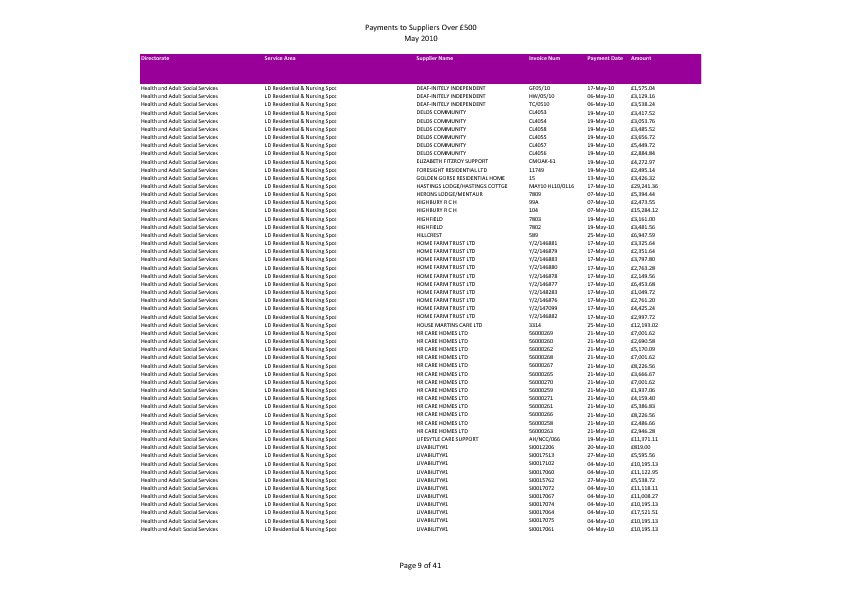 Payments to Suppliers Over £500
May 2010
Directorate Service Area Supplier Name Invoice Num Payment Date Amount
Health and Adult Social Services LD Residential & Nursing Spot DEAF-INITELY INDEPENDENT GF05/10 17-May-10 £1,575.04
Health and Adult Social Services LD Residential & Nursing Spot DEAF-INITELY INDEPENDENT HW/05/10 06-May-10 £3,129.16
Health and Adult Social Services LD Residential & Nursing Spot DEAF-INITELY INDEPENDENT TC/0510 06-May-10 £3,538.24
Health and Adult Social Services LD Residential & Nursing Spot DELOS COMMUNITY CL4053 19-May-10 £3,417.52
Health and Adult Social Services LD Residential & Nursing Spot DELOS COMMUNITY CL4054 19-May-10 £3,053.76
Health and Adult Social Services LD Residential & Nursing Spot DELOS COMMUNITY CL4058 19-May-10 £3,485.52
Health and Adult Social Services LD Residential & Nursing Spot DELOS COMMUNITY CL4055 19-May-10 £3,656.72
Health and Adult Social Services LD Residential & Nursing Spot DELOS COMMUNITY CL4057 19-May-10 £5,449.72
Health and Adult Social Services LD Residential & Nursing Spot DELOS COMMUNITY CL4056 19-May-10 £2,884.84
Health and Adult Social Services LD Residential & Nursing Spot ELIZABETH FITZROY SUPPORT CMOAK-61 19-May-10 £4,272.97
Health and Adult Social Services LD Residential & Nursing Spot FORESIGHT RESIDENTIAL LTD 11749 19-May-10 £2,495.14
Health and Adult Social Services LD Residential & Nursing Spot GOLDEN GORSE RESIDENTIAL HOME 15 13-May-10 £3,426.32
Health and Adult Social Services LD Residential & Nursing Spot HASTINGS LODGE/HASTINGS COTTGE MAY10 HL10/0116 17-May-10 £29,241.36
Health and Adult Social Services LD Residential & Nursing Spot HERONS LODGE/MENTAUR 7809 07-May-10 £5,394.44
Health and Adult Social Services LD Residential & Nursing Spot HIGHBURY R C H 99A 07-May-10 £2,473.55
Health and Adult Social Services LD Residential & Nursing Spot HIGHBURY R C H 104 07-May-10 £15,284.12
Health and Adult Social Services LD Residential & Nursing Spot HIGHFIELD 7803 19-May-10 £3,161.00
Health and Adult Social Services LD Residential & Nursing Spot HIGHFIELD 7802 19-May-10 £3,481.56
Health and Adult Social Services LD Residential & Nursing Spot HILLCREST 589 25-May-10 £6,947.59
Health and Adult Social Services LD Residential & Nursing Spot HOME FARM TRUST LTD Y/2/146881 17-May-10 £3,325.64
Health and Adult Social Services LD Residential & Nursing Spot HOME FARM TRUST LTD Y/2/146879 17-May-10 £2,351.64
Health and Adult Social Services LD Residential & Nursing Spot HOME FARM TRUST LTD Y/2/146883 17-May-10 £3,797.80
Health and Adult Social Services LD Residential & Nursing Spot HOME FARM TRUST LTD Y/2/146880 17-May-10 £2,763.28
Health and Adult Social Services LD Residential & Nursing Spot HOME FARM TRUST LTD Y/2/146878 17-May-10 £2,149.56
Health and Adult Social Services LD Residential & Nursing Spot HOME FARM TRUST LTD Y/2/146877 17-May-10 £6,453.68
Health and Adult Social Services LD Residential & Nursing Spot HOME FARM TRUST LTD Y/2/148283 17-May-10 £1,049.72
Health and Adult Social Services LD Residential & Nursing Spot HOME FARM TRUST LTD Y/2/146876 17-May-10 £2,761.20
Health and Adult Social Services LD Residential & Nursing Spot HOME FARM TRUST LTD Y/2/147099 17-May-10 £4,425.24
Health and Adult Social Services LD Residential & Nursing Spot HOME FARM TRUST LTD Y/2/146882 17-May-10 £2,997.72
Health and Adult Social Services LD Residential & Nursing Spot HOUSE MARTINS CARE LTD 3314 25-May-10 £12,193.02
Health and Adult Social Services LD Residential & Nursing Spot HR CARE HOMES LTD 56000269 21-May-10 £7,001.62
Health and Adult Social Services LD Residential & Nursing Spot HR CARE HOMES LTD 56000260 21-May-10 £2,690.58
Health and Adult Social Services LD Residential & Nursing Spot HR CARE HOMES LTD 56000262 21-May-10 £5,170.09
Health and Adult Social Services LD Residential & Nursing Spot HR CARE HOMES LTD 56000268 21-May-10 £7,001.62
Health and Adult Social Services LD Residential & Nursing Spot HR CARE HOMES LTD 56000267 21-May-10 £8,226.56
Health and Adult Social Services LD Residential & Nursing Spot HR CARE HOMES LTD 56000265 21-May-10 £3,666.67
Health and Adult Social Services LD Residential & Nursing Spot HR CARE HOMES LTD 56000270 21-May-10 £7,001.62
Health and Adult Social Services LD Residential & Nursing Spot HR CARE HOMES LTD 56000259 21-May-10 £1,937.06
Health and Adult Social Services LD Residential & Nursing Spot HR CARE HOMES LTD 56000271 21-May-10 £4,159.40
Health and Adult Social Services LD Residential & Nursing Spot HR CARE HOMES LTD 56000261 21-May-10 £5,386.83
Health and Adult Social Services LD Residential & Nursing Spot HR CARE HOMES LTD 56000266 21-May-10 £8,226.56
Health and Adult Social Services LD Residential & Nursing Spot HR CARE HOMES LTD 56000258 21-May-10 £2,486.66
Health and Adult Social Services LD Residential & Nursing Spot HR CARE HOMES LTD 56000263 21-May-10 £2,946.28
Health and Adult Social Services LD Residential & Nursing Spot LIFESYTLE CARE SUPPORT AH/NCC/066 19-May-10 £11,371.11
Health and Adult Social Services LD Residential & Nursing Spot LIVABILITY#1 SI0012206 20-May-10 £819.00
Health and Adult Social Services LD Residential & Nursing Spot LIVABILITY#1 SI0017513 27-May-10 £5,595.56
Health and Adult Social Services LD Residential & Nursing Spot LIVABILITY#1 SI0017102 04-May-10 £10,195.13
Health and Adult Social Services LD Residential & Nursing Spot LIVABILITY#1 SI0017060 04-May-10 £11,122.95
Health and Adult Social Services LD Residential & Nursing Spot LIVABILITY#1 SI0015762 27-May-10 £5,538.72
Health and Adult Social Services LD Residential & Nursing Spot LIVABILITY#1 SI0017072 04-May-10 £11,118.11
Health and Adult Social Services LD Residential & Nursing Spot LIVABILITY#1 SI0017067 04-May-10 £11,008.27
Health and Adult Social Services LD Residential & Nursing Spot LIVABILITY#1 SI0017074 04-May-10 £10,195.13
Health and Adult Social Services LD Residential & Nursing Spot LIVABILITY#1 SI0017064 04-May-10 £17,521.51
Health and Adult Social Services LD Residential & Nursing Spot LIVABILITY#1 SI0017075 04-May-10 £10,195.13
Health and Adult Social Services LD Residential & Nursing Spot LIVABILITY#1 SI0017061 04-May-10 £10,195.13
Page 9 of 41